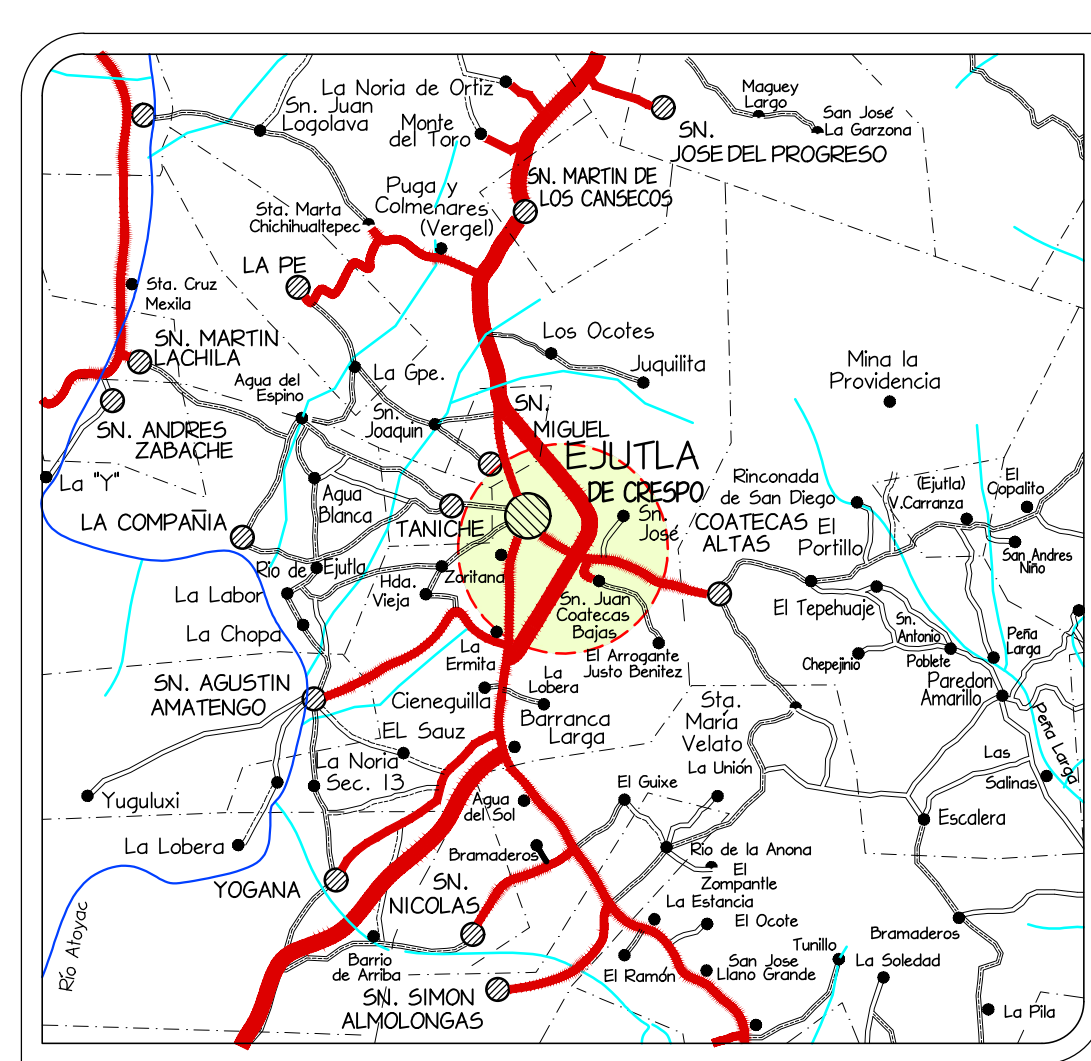 La Noria de Ortiz
Sn. Juan
Logolava
Monte
del Toro
Maguey
Largo
San José
La Garzona
SN.
JOSE DEL PROGRESO
SN. MARTIN DE
LOS CANSECOS
Puga y
Colmenares
(Vergel)
Sta. Marta
Chichihualtepec
LA PE
Sta. Cruz
Mexila
SN. MARTIN
LACHILA
Los Ocotes
Juquilita
Mina la
Providencia
La Gpe.
Agua del
Espino
Sn.
Joaquin
SN.
MIGUEL
SN. ANDRES
ZABACHE
EJUTLA
DE CRESPO
La "Y"
Agua
Blanca
LA COMPAÑIA
TANICHE
Sn.
José
Rinconada
de San Diego
(Ejutla)
V.Carranza
El
Copalito
COATECAS
ALTAS
El
Portillo
San Andres
Niño
Rio de
Ejutla
Zoritana
Hda.
Vieja
La Labor
La Chopa
Sn. Juan
Coatecas
Bajas
El Tepehuaje
Sn.
Antonio
Peña
Larga
La
Ermita
El Arrogante
Justo Benitez
Chepejinio
Poblete
Paredon
Amarillo
Peña Larga
SN. AGUSTIN
AMATENGO
Cieneguilla
La
Lobera
Barranca
Larga
Sta.
María
Velato
EL Sauz
La Noria
Sec. 13
La Unión
Las
Salinas
Yuguluxi
Agua
del Sol
El Guixe
Escalera
La Lobera
Bramaderos
Rio de la Anona
El
Zompantle
YOGANA
SN.
NICOLAS
La Estancia
El Ocote
Río Atoyac
Barrio
de Arriba
El Ramón
San Jose
Llano Grande
Tunillo
La Soledad
Bramaderos
SN. SIMON
ALMOLONGAS
La Pila